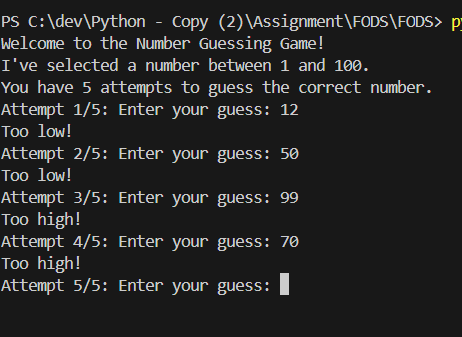 PS C:\dev\Python - Copy (2)\Assignment\FODS\FODS> py
Welcome to the Number Guessing Game!
I've selected a number between 1 and 100.
You have 5 attempts to guess the correct number.
Attempt 1/5: Enter your guess: 12
Too low!
Attempt 2/5: Enter your guess: 50
Too low!
Attempt 3/5: Enter your guess: 99
Too high!
Attempt 4/5: Enter your guess: 70
Too high!
Attempt 5/5: Enter your guess: